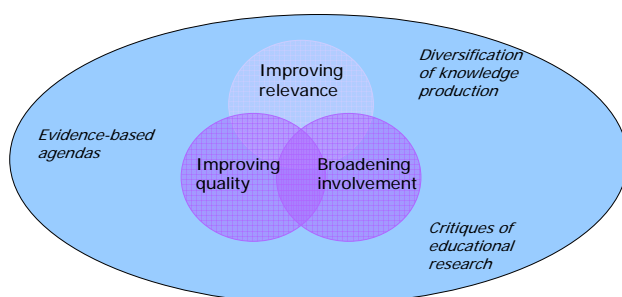 Improving
relevance
Diversification
of knowledge
production
Evidence-based
agendas
Improving
quality
Broadening
involvement
Critiques of
educational
research